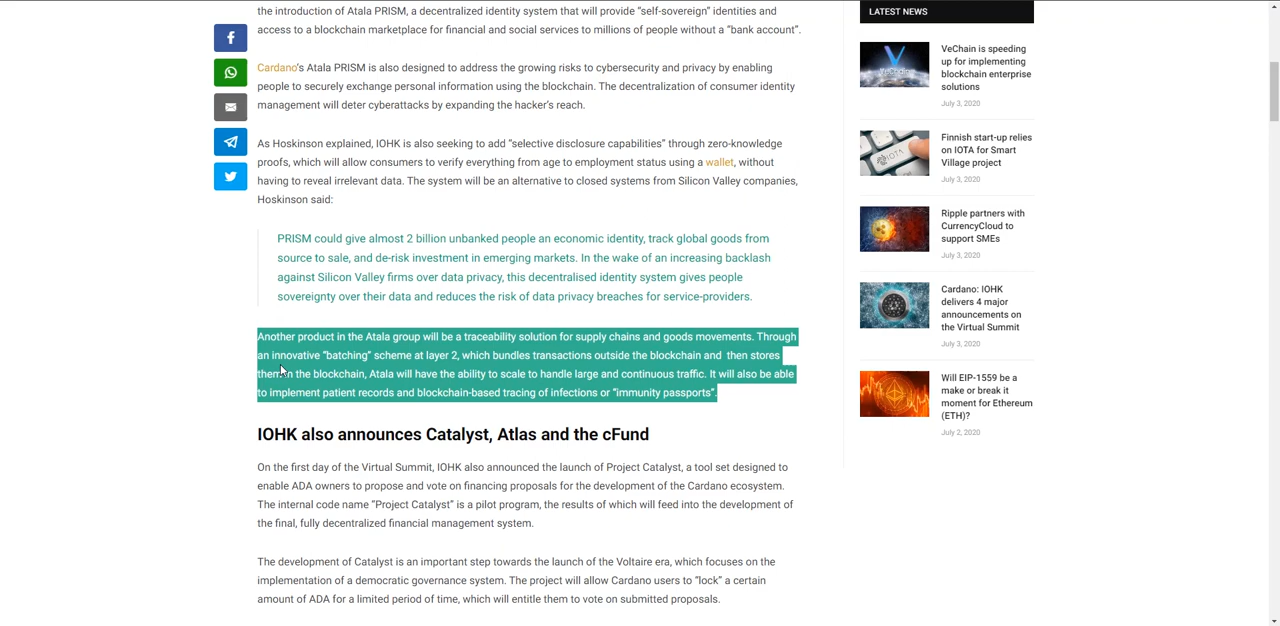 the introduction of Atala PRISM, a decentralized identity system that will provide “self-sovereign” identities and
access to a blockchain marketplace for financial and social services to millions of people without a “bank account”.
Cardano’s Atala PRISM is also designed to address the growing risks to cybersecurity and privacy by enabling
people to securely exchange personal information using the blockchain. The decentralization of consumer identity
management will deter cyberattacks by expanding the hacker’s reach.
As Hoskinson explained, IOHK is also seeking to add “selective disclosure capabilities” through zero-knowledge
proofs, which will allow consumers to verify everything from age to employment status using a wallet, without
having to reveal irrelevant data. The system will be an alternative to closed systems from Silicon Valley companies,
Hoskinson said:
PRISM could give almost 2 billion unbanked people an economic identity, track global goods from
source to sale, and de-risk investment in emerging markets. In the wake of an increasing backlash
against Silicon Valley firms over data privacy, this decentralised identity system gives people
sovereignty over their data and reduces the risk of data privacy breaches for service-providers.
Another product in the Atala group will be a traceability solution for supply chains and goods movements. Through
an innovative “batching” scheme at layer 2, which bundles transactions outside the blockchain and then stores
them in the blockchain, Atala will have the ability to scale to handle large and continuous traffic. It will also be able
to implement patient records and blockchain-based tracing of infections or “immunity passports”.
IOHK also announces Catalyst, Atlas and the cFund
On the first day of the Virtual Summit, IOHK also announced the launch of Project Catalyst, a tool set designed to
enable ADA owners to propose and vote on financing proposals for the development of the Cardano ecosystem.
The internal code name “Project Catalyst” is a pilot program, the results of which will feed into the development of
the final, fully decentralized financial management system.
The development of Catalyst is an important step towards the launch of the Voltaire era, which focuses on the
implementation of a democratic governance system. The project will allow Cardano users to “lock” a certain
amount of ADA for a limited period of time, which will entitle them to vote on submitted proposals.
LATEST NEWS
VeChain is speeding
up for implementing
blockchain enterprise
solutions
July 3, 2020
Finnish start-up relies
on IOTA for Smart
Village project
July 3, 2020
Ripple partners with
CurrencyCloud to
support SMEs
July 3, 2020
Cardano: IOHK
delivers 4 major
announcements on
the Virtual Summit
July 3, 2020
Will EIP-1559 be a
make or break it
moment for Ethereum
(ETH)?
July 2, 2020